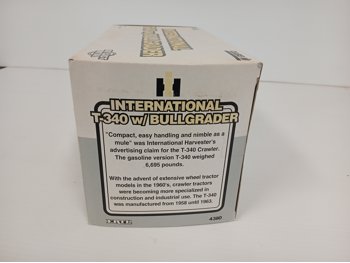 INTERNATIONAL
T-340 w/ BULLGRADER
"Compact, easy handling and nimble as a
mule" was International Harvester's
advertising claim for the T-340 Crawler.
The gasoline version T-340 weighed
6,695 pounds.
With the advent of extensive wheel tractor
models in the 1960's, crawler tractors
were becoming more specialized in
construction and industrial use. The T-340
was manufactured from 1958 until 1963.
ERTL
4380